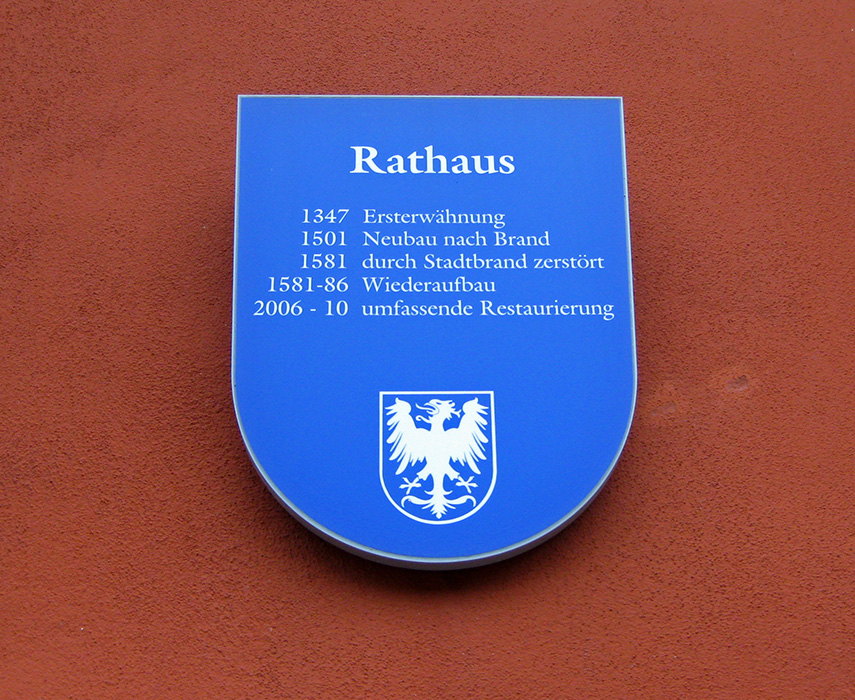 Rathaus
1347 Ersterwähnung
1501 Neubau nach Brand
1581 durch Stadtbrand zerstört
1581-86 Wiederaufbau
2006 - 10 umfassende Restaurierung